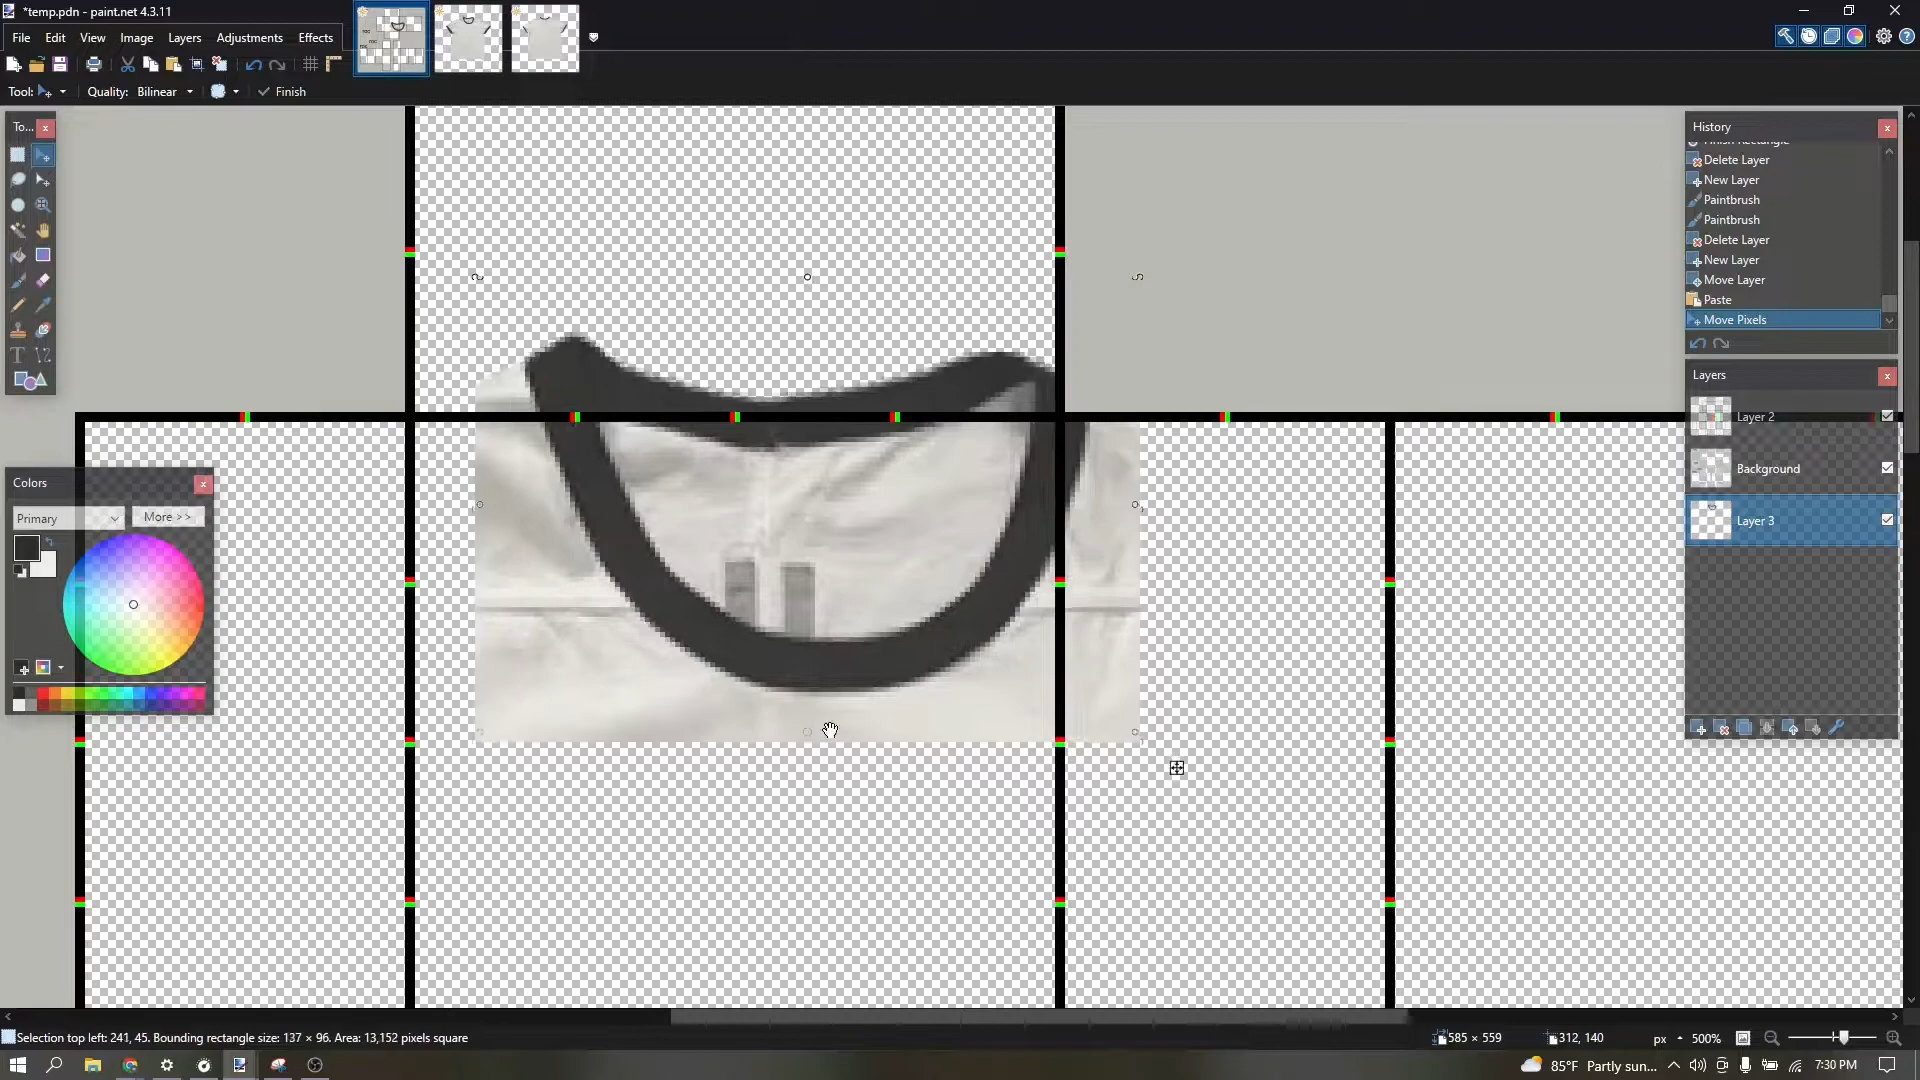 *temp.pdn - paint.net 4.3.11
File Edit View Image Layers Adjustments Effects
Tool: Quality: Bilinear Finish
To...
History
Finish Rectangle
Delete Layer
New Layer
Paintbrush
Paintbrush
Delete Layer
New Layer
Move Layer
Paste
Move Pixels
Layers
Layer 2
Background
Layer 3
Colors
Primary
More >>
Selection top left: 241, 45. Bounding rectangle size: 137 × 96. Area: 13,152 pixels square
585 × 559
312, 140
px
500%
85°F Partly sun...
7:30 PM